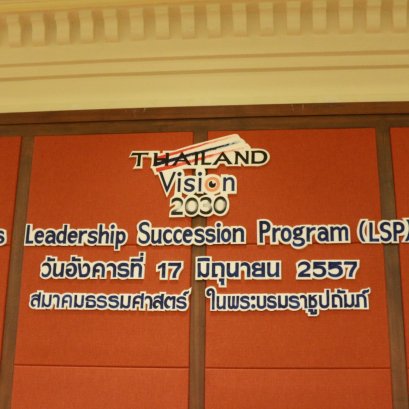 THAILAND
Vision
2030
s Leadership Succession Program (LSP)
วันอังคารที่ 17 มิถุนายน 2557
สมาคมธรรมศาสตร์ ในพระบรมราชูปถัมภ์